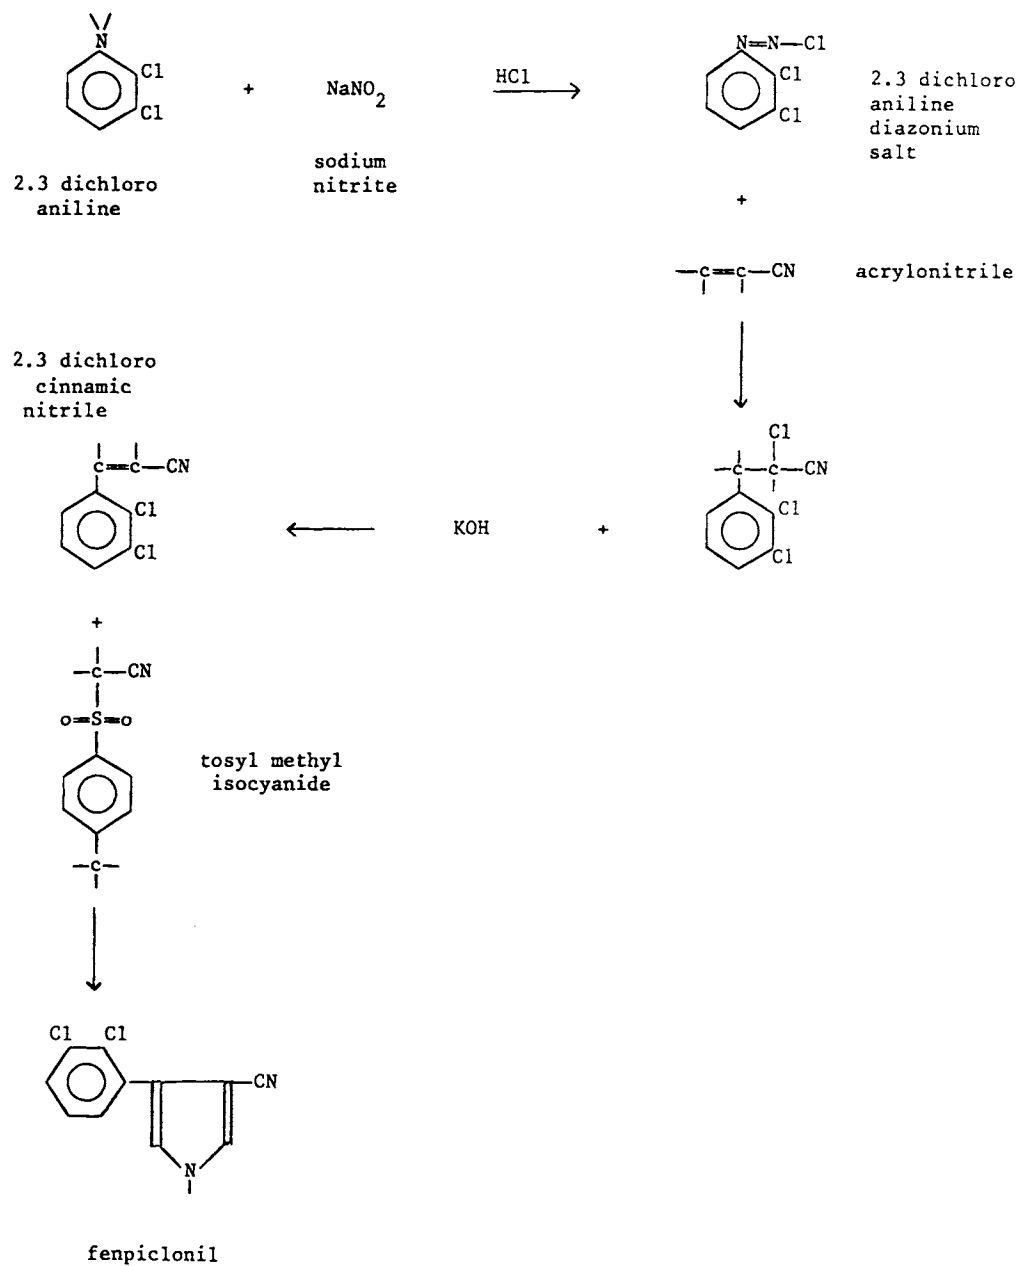 N
Cl
Cl
2.3 dichloro
aniline
+
NaNO2
sodium
nitrite
HCl
N=N—Cl
Cl
Cl
2.3 dichloro
aniline
diazonium
salt
+
—C=C—CN
acrylonitrile
Cl
—C—C—CN
Cl
Cl
+
KOH
2.3 dichloro
cinnamic
nitrile
C=C—CN
Cl
Cl
+
—C—CN
O=S=O
tosyl methyl
isocyanide
—C—
Cl Cl
CN
N
fenpiclonil